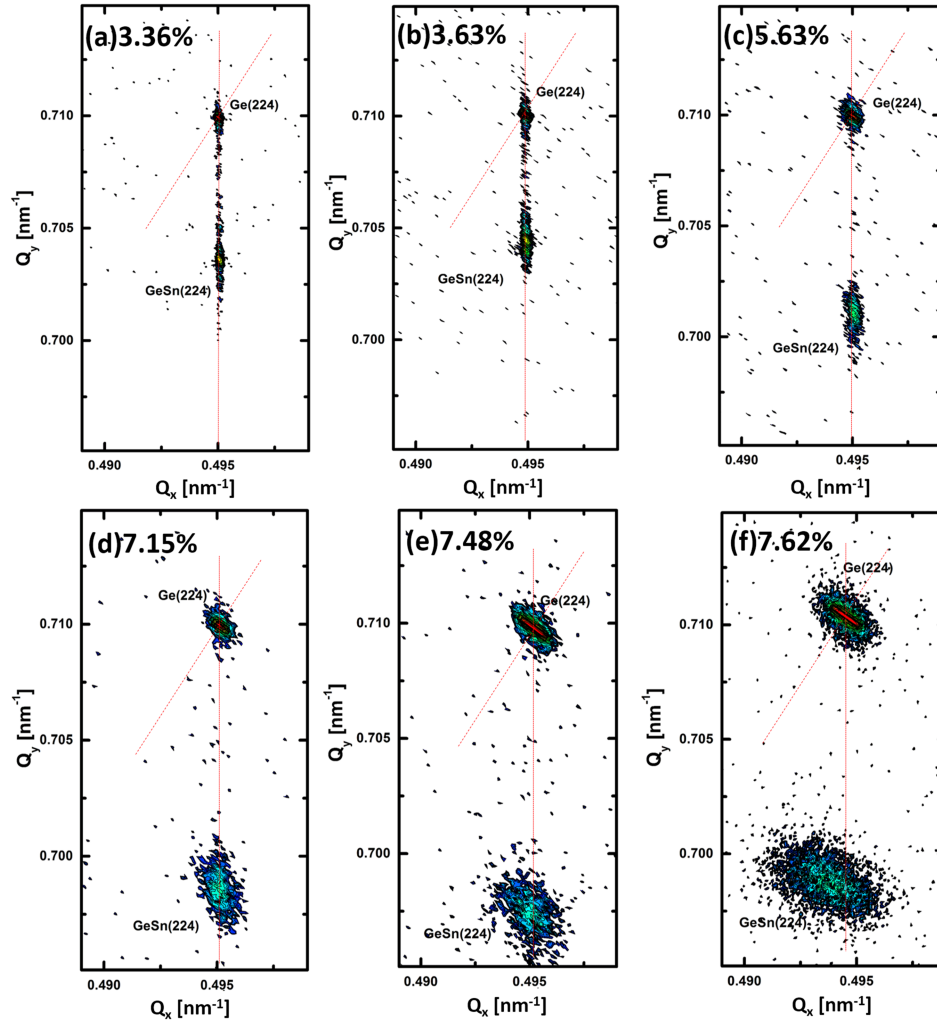 (a)3.36%
Ge(224)
GeSn(224)
0.710
0.705
0.700
Q_y [nm⁻¹]
0.490
0.495
Q_x [nm⁻¹]
(b)3.63%
Ge(224)
GeSn(224)
0.710
0.705
0.700
Q_y [nm⁻¹]
0.490
0.495
Q_x [nm⁻¹]
(c)5.63%
Ge(224)
GeSn(224)
0.710
0.705
0.700
Q_y [nm⁻¹]
0.490
0.495
Q_x [nm⁻¹]
(d)7.15%
Ge(224)
GeSn(224)
0.710
0.705
0.700
Q_y [nm⁻¹]
0.490
0.495
Q_x [nm⁻¹]
(e)7.48%
Ge(224)
GeSn(224)
0.710
0.705
0.700
Q_y [nm⁻¹]
0.490
0.495
Q_x [nm⁻¹]
(f)7.62%
Ge(224)
GeSn(224)
0.710
0.705
0.700
Q_y [nm⁻¹]
0.490
0.495
Q_x [nm⁻¹]